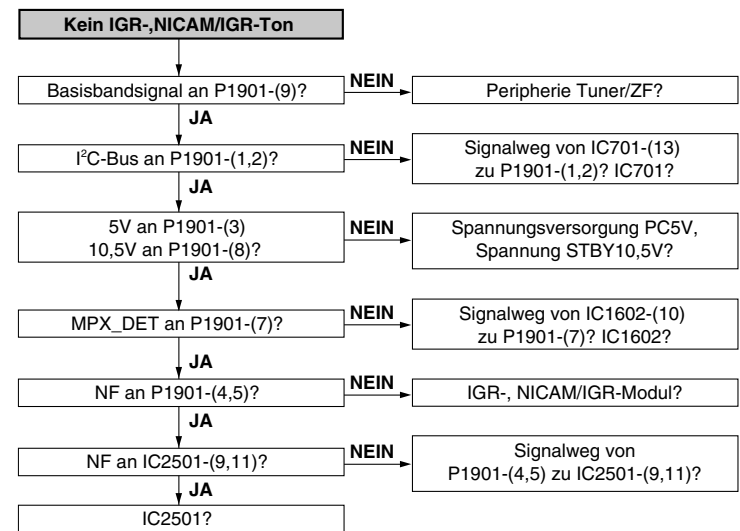 Kein IGR-,NICAM/IGR-Ton
Basisbandsignal an P1901-(9)?
NEIN
Peripherie Tuner/ZF?
JA
I²C-Bus an P1901-(1,2)?
NEIN
Signalweg von IC701-(13)
zu P1901-(1,2)? IC701?
JA
5V an P1901-(3)
10,5V an P1901-(8)?
NEIN
Spannungsversorgung PC5V,
Spannung STBY10,5V?
JA
MPX_DET an P1901-(7)?
NEIN
Signalweg von IC1602-(10)
zu P1901-(7)? IC1602?
JA
NF an P1901-(4,5)?
NEIN
IGR-, NICAM/IGR-Modul?
JA
NF an IC2501-(9,11)?
NEIN
Signalweg von
P1901-(4,5) zu IC2501-(9,11)?
JA
IC2501?